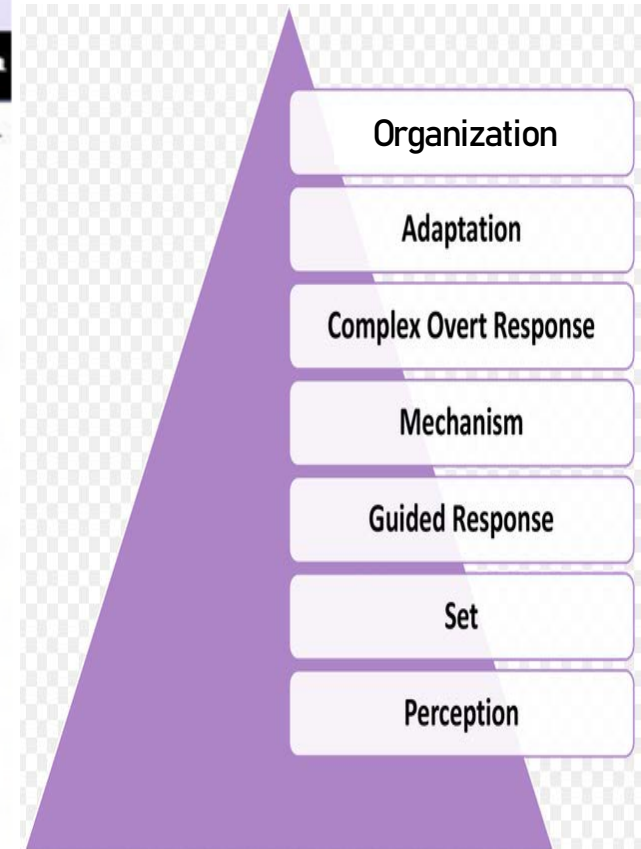 Organization
Adaptation
Complex Overt Response
Mechanism
Guided Response
Set
Perception